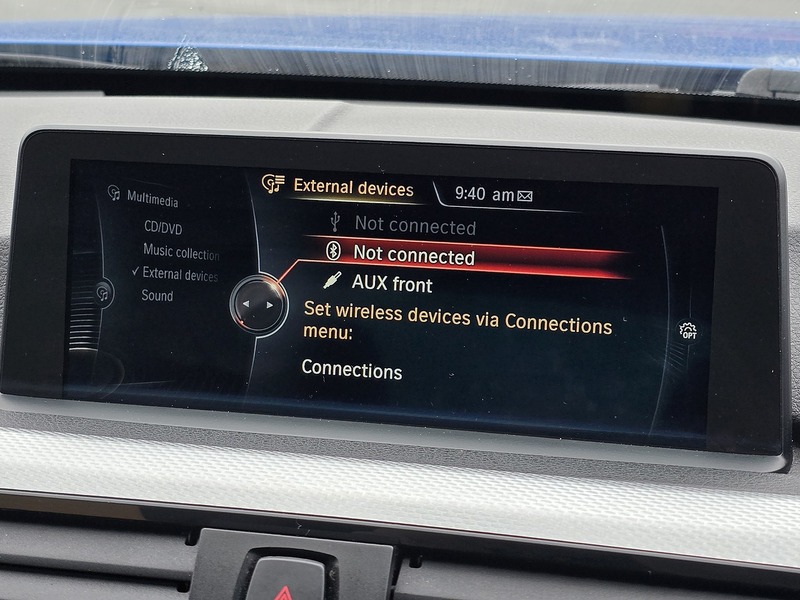 Multimedia
CD/DVD
Music collection
✓ External devices
Sound
External devices
9:40 am
Not connected
Not connected
AUX front
Set wireless devices via Connections
menu:
Connections
OPT